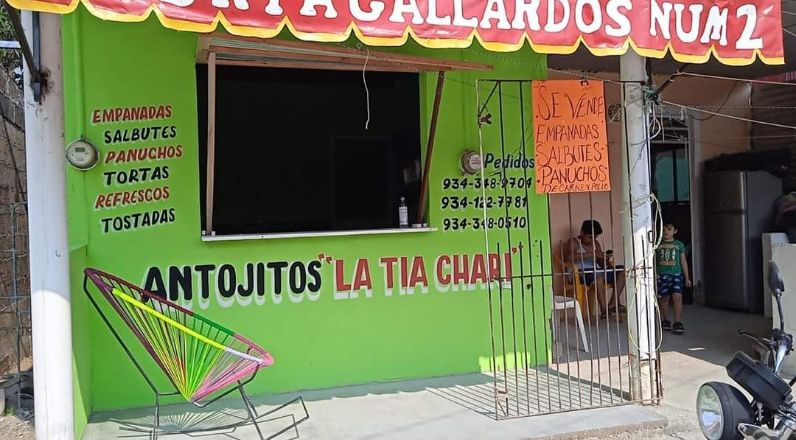 GALLARDOS NUM 2
EMPANADAS
SALBUTES
PANUCHOS
TORTAS
REFRESCOS
TOSTADAS
Pedidos
934-348-9704
934-122-7781
934-348-0510
SE VENDE
EMPANADAS
SALBUTES
PANUCHOS
DE CARNE Y POLLO
ANTOJITOS "LA TIA CHARI"